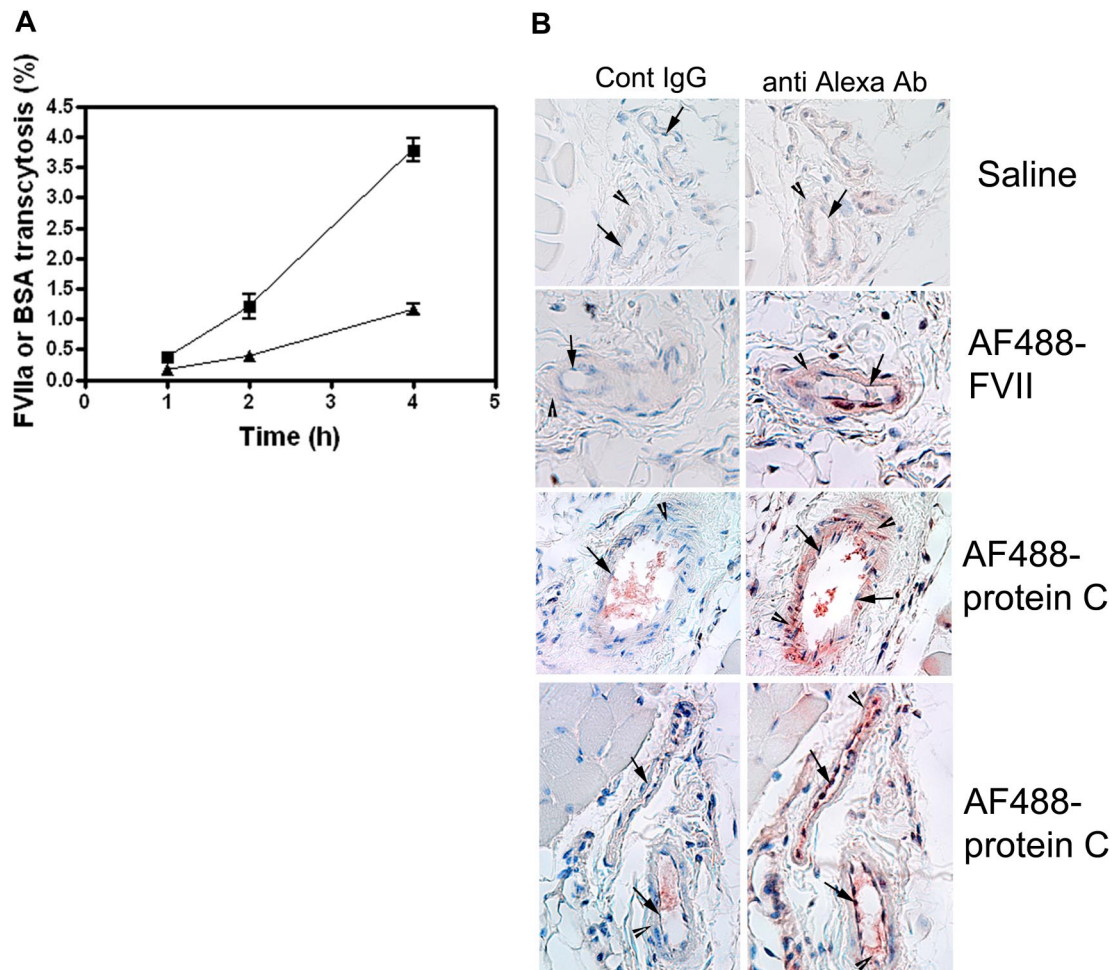 A
FVIIa or BSA transcytosis (%)
4.5
4.0
3.5
3.0
2.5
2.0
1.5
1.0
0.5
0.0
0
1
2
3
4
5
Time (h)
B
Cont IgG
anti Alexa Ab
Saline
AF488-
FVII
AF488-
protein C
AF488-
protein C